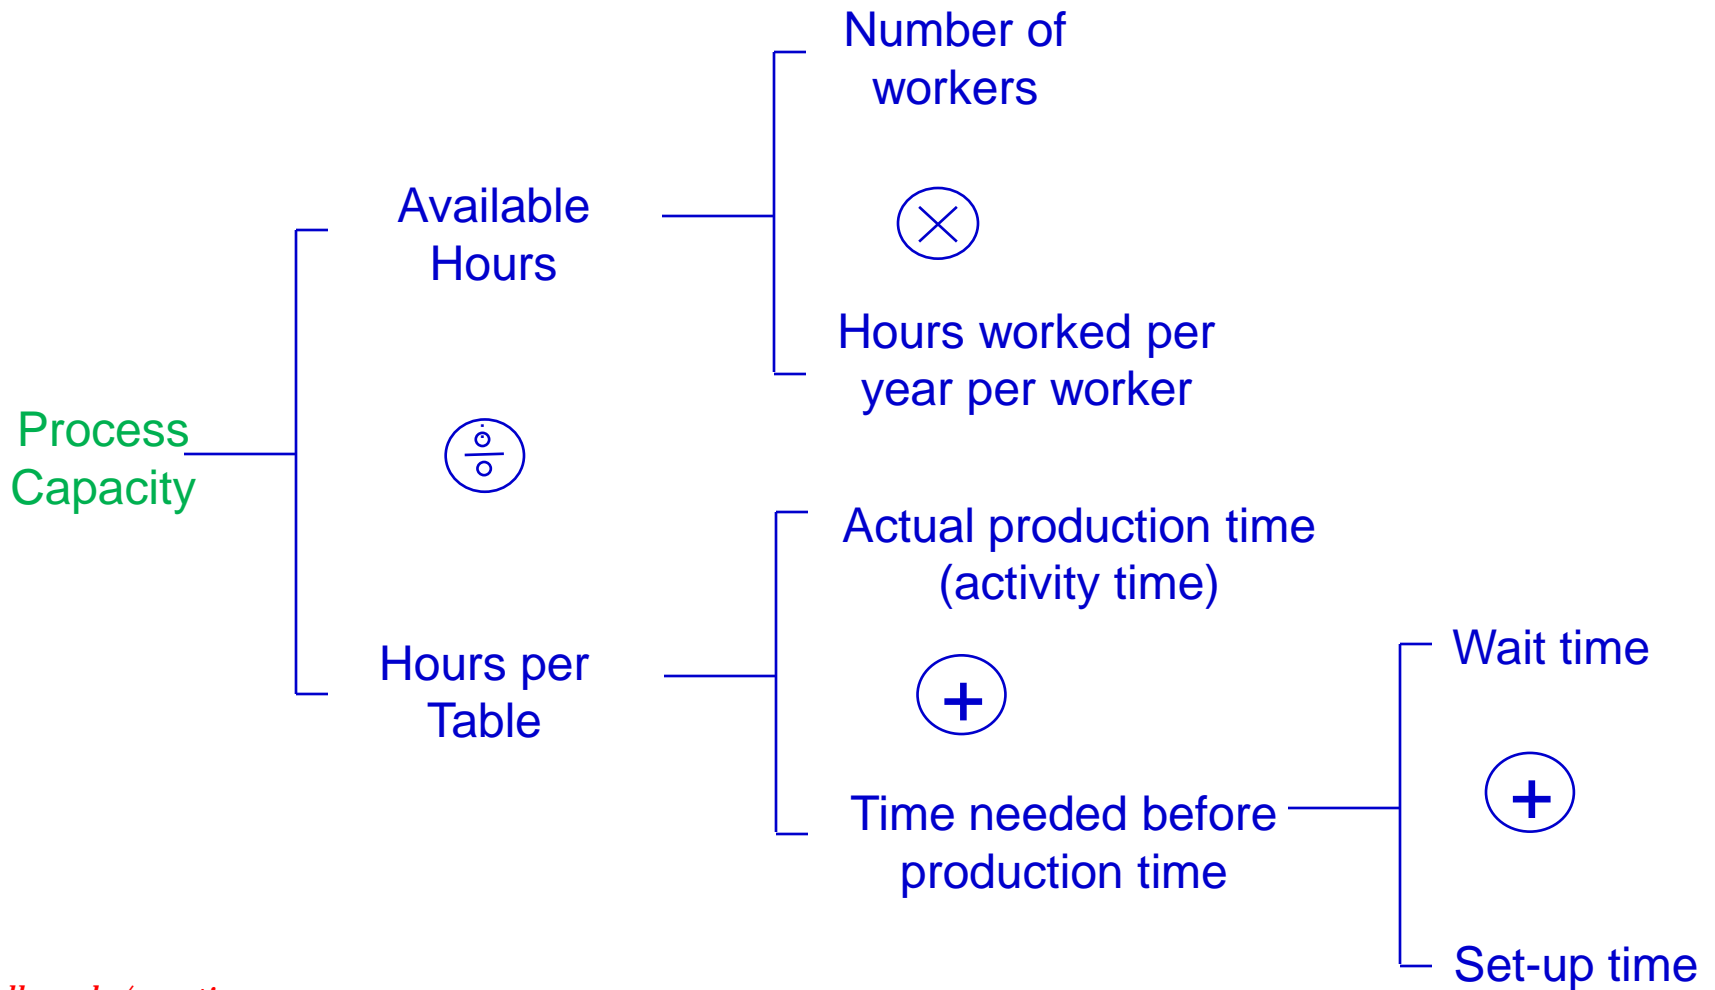 Number of
workers
Available
Hours
Hours worked per
year per worker
Process
Capacity
÷
Actual production time
(activity time)
Hours per
Table
+
Wait time
Time needed before
production time
+
Set-up time